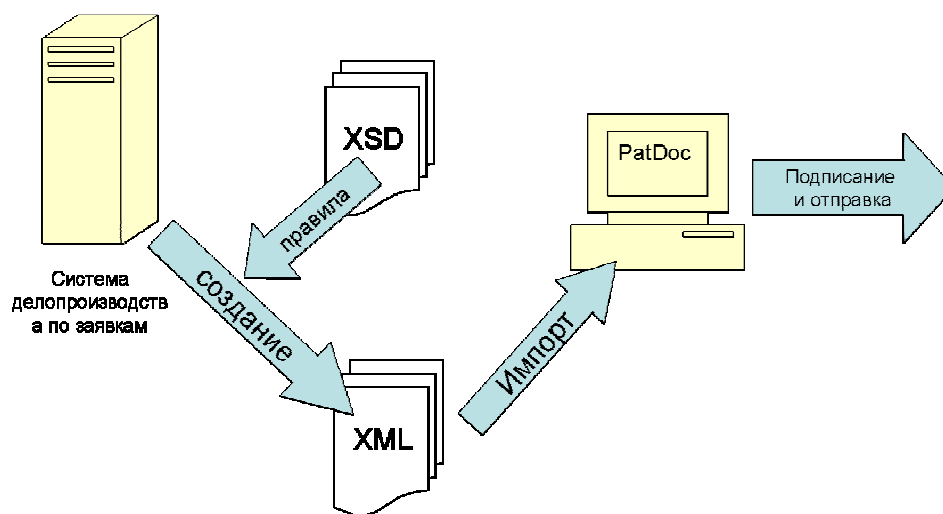 XSD
PatDoc
Подписание
и отправка
правила
Система
делопроизводств
а по заявкам
создание
Импорт
XML